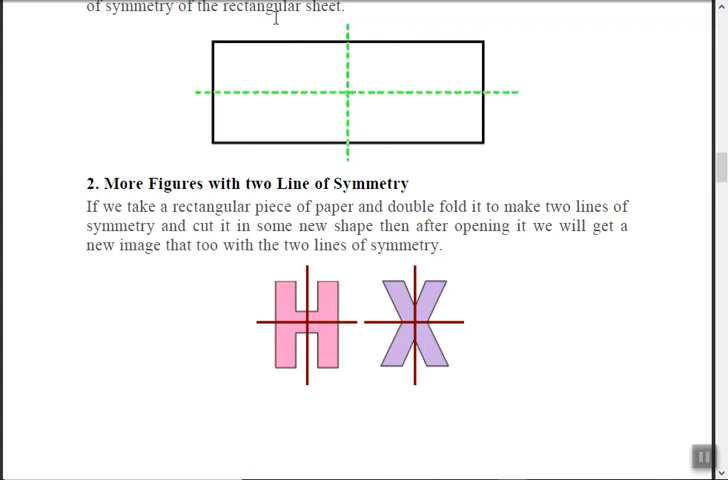 of symmetry of the rectangular sheet.
2. More Figures with two Line of Symmetry
If we take a rectangular piece of paper and double fold it to make two lines of
symmetry and cut it in some new shape then after opening it we will get a
new image that too with the two lines of symmetry.
H X